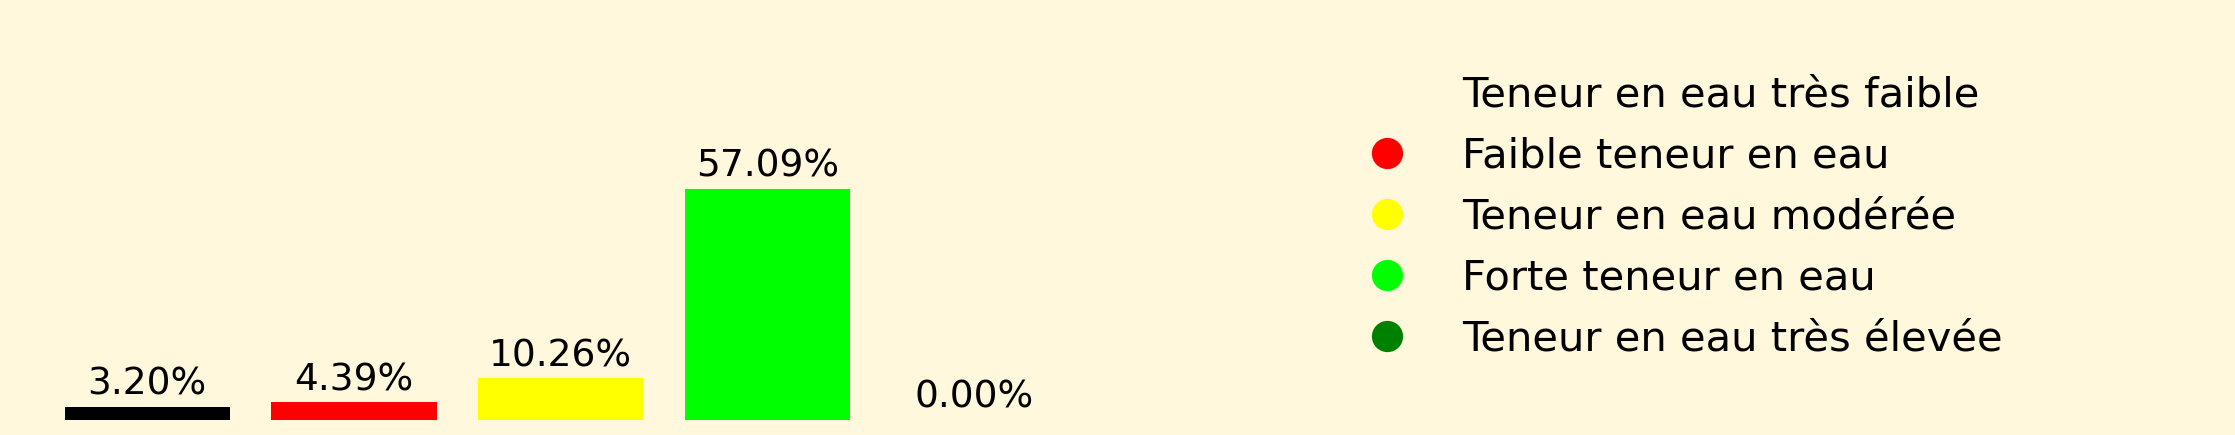 3.20%
4.39%
10.26%
57.09%
0.00%
Teneur en eau très faible
Faible teneur en eau
Teneur en eau modérée
Forte teneur en eau
Teneur en eau très élevée